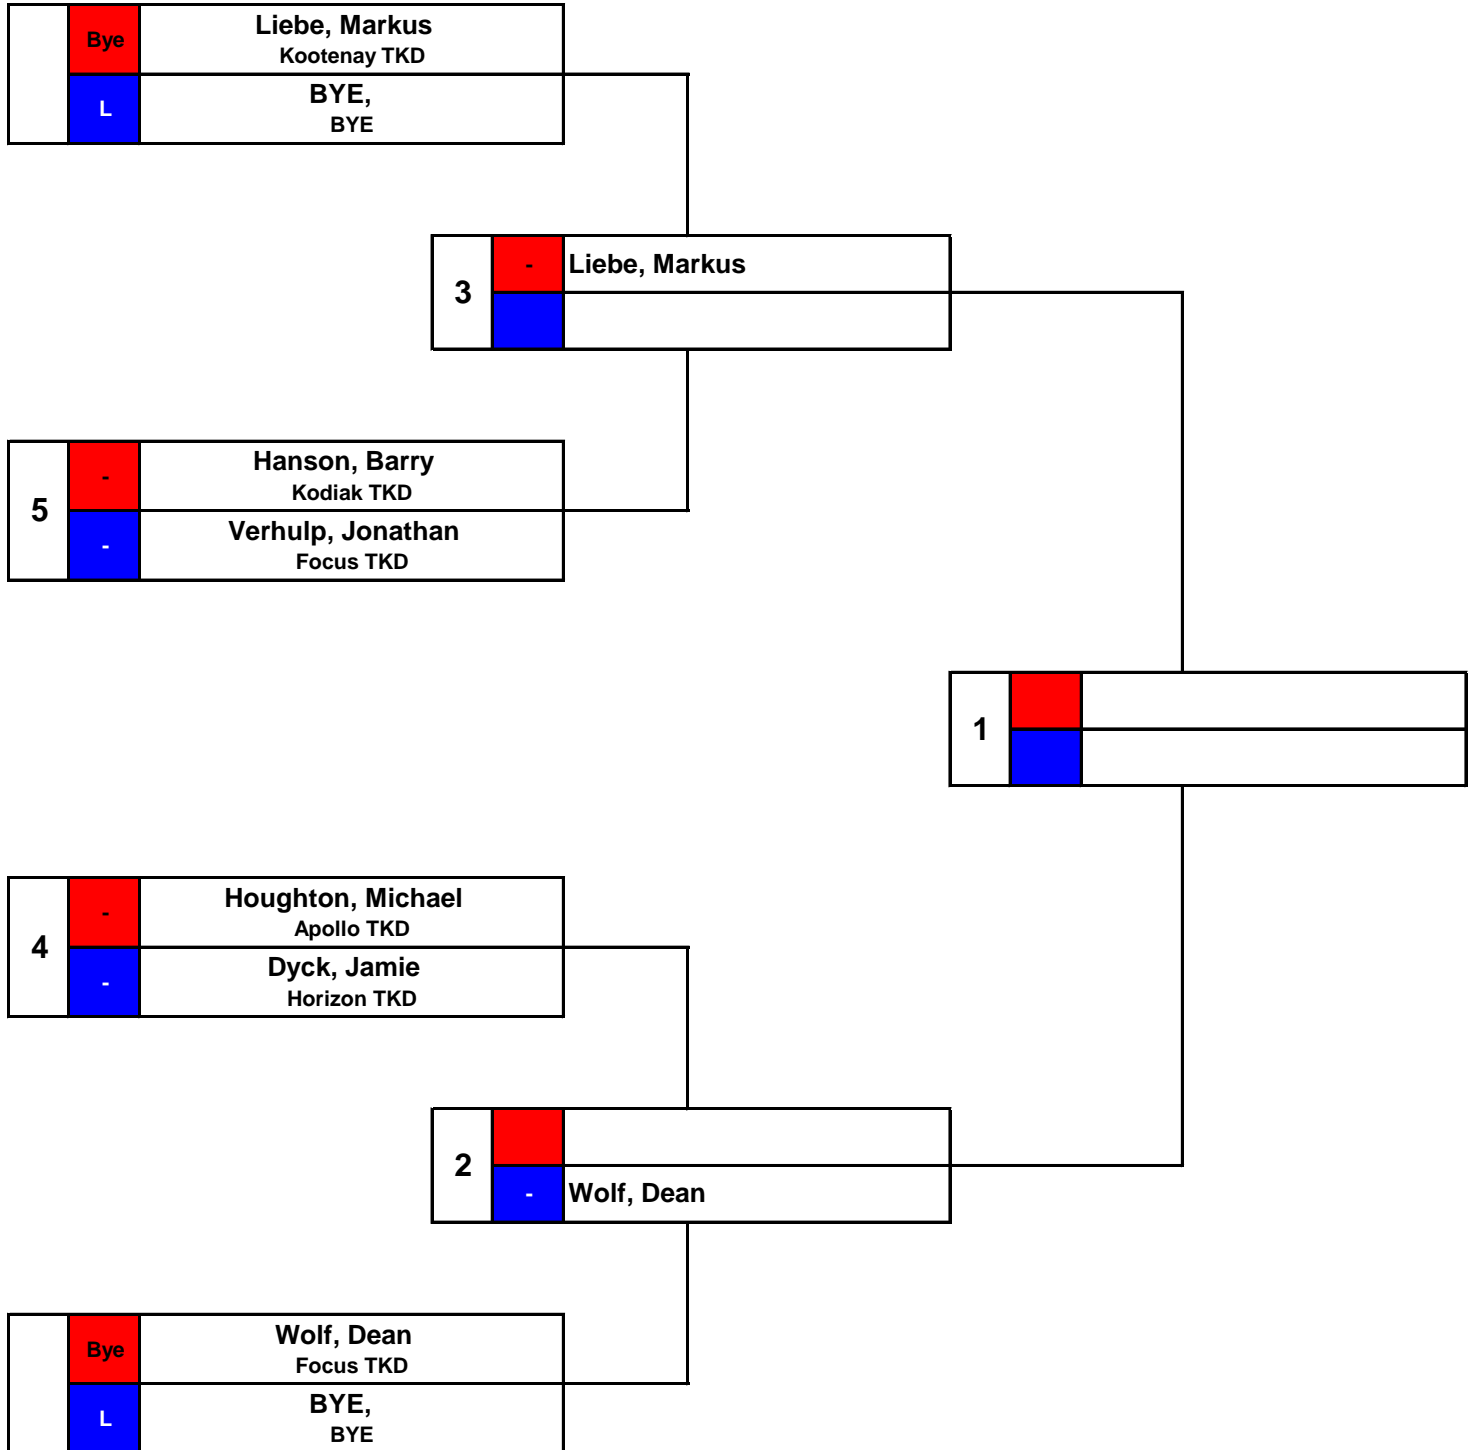 Bye
Liebe, Markus
Kootenay TKD
L
BYE,
BYE
3
-
Liebe, Markus
5
-
Hanson, Barry
Kodiak TKD
-
Verhulp, Jonathan
Focus TKD
1
4
-
Houghton, Michael
Apollo TKD
-
Dyck, Jamie
Horizon TKD
2
-
Wolf, Dean
Bye
Wolf, Dean
Focus TKD
L
BYE,
BYE